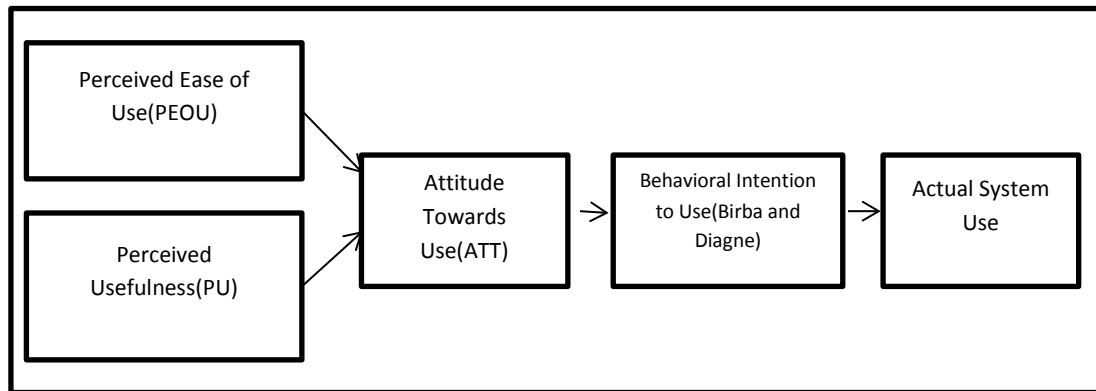 Perceived Ease of
Use(PEOU)
Perceived
Usefulness(PU)
Attitude
Towards
Use(ATT)
Behavioral Intention
to Use(Birba and
Diagne)
Actual System
Use